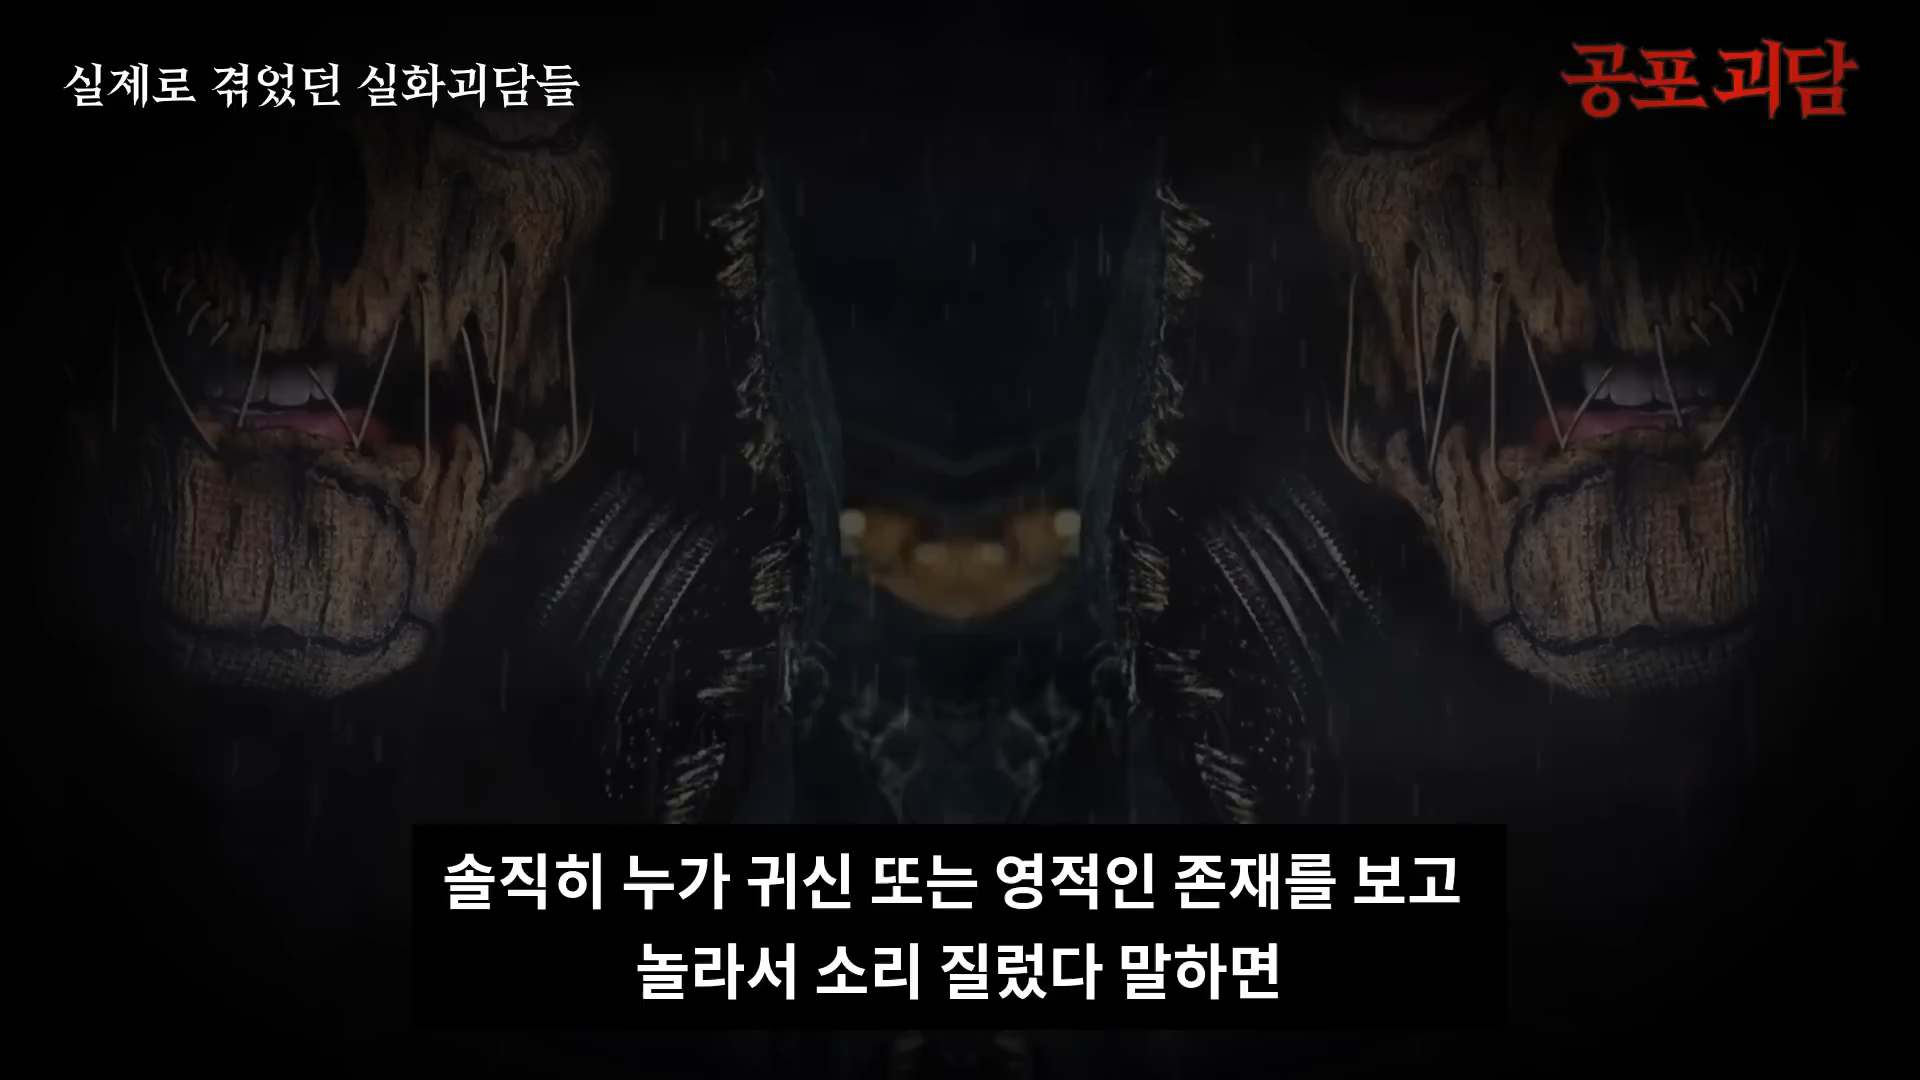 실제로 겪었던 실화괴담들
공포 괴담
솔직히 누가 귀신 또는 영적인 존재를 보고
놀라서 소리 질렀다 말하면